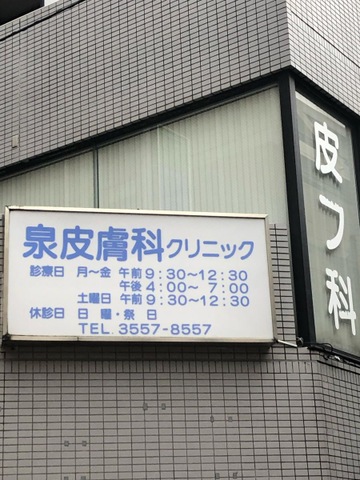 泉皮膚科クリニック
診療日 月〜金 午前 9:30〜12:30
午後 4:00〜 7:00
土曜日 午前 9:30〜12:30
休診日 日曜・祭日
TEL. 3557-8557
皮フ科